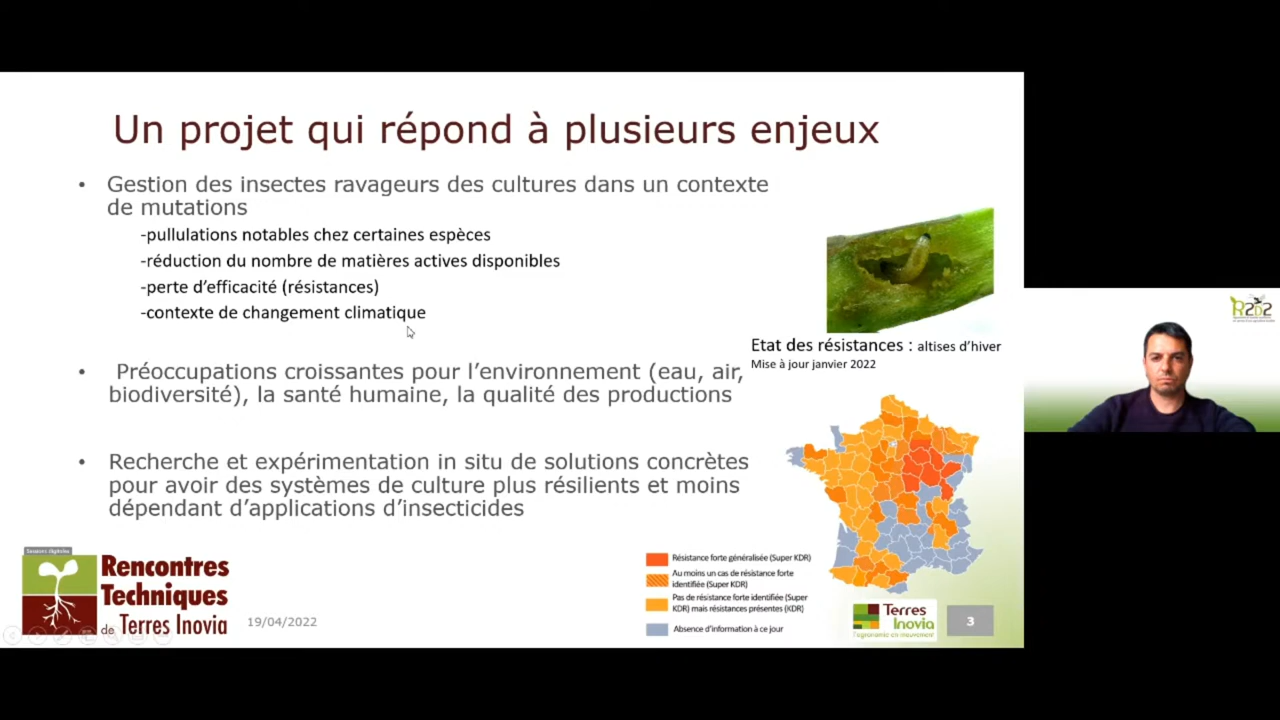 Un projet qui répond à plusieurs enjeux
• Gestion des insectes ravageurs des cultures dans un contexte
de mutations
-pullulations notables chez certaines espèces
-réduction du nombre de matières actives disponibles
-perte d’efficacité (résistances)
-contexte de changement climatique
• Préoccupations croissantes pour l’environnement (eau, air,
biodiversité), la santé humaine, la qualité des productions
• Recherche et expérimentation in situ de solutions concrètes
pour avoir des systèmes de culture plus résilients et moins
dépendant d’applications d’insecticides
Etat des résistances : altises d’hiver
Mise à jour janvier 2022
Résistance forte généralisée (Super KDR)
Au moins un cas de résistance forte
identifiée (Super KDR)
Pas de résistance forte identifiée (Super
KDR) mais résistances présentes (KDR)
Absence d’information à ce jour
Sessions digitales
Rencontres
Techniques
de Terres Inovia
19/04/2022
Terres
Inovia
l’agronomie en mouvement
3
R2D2